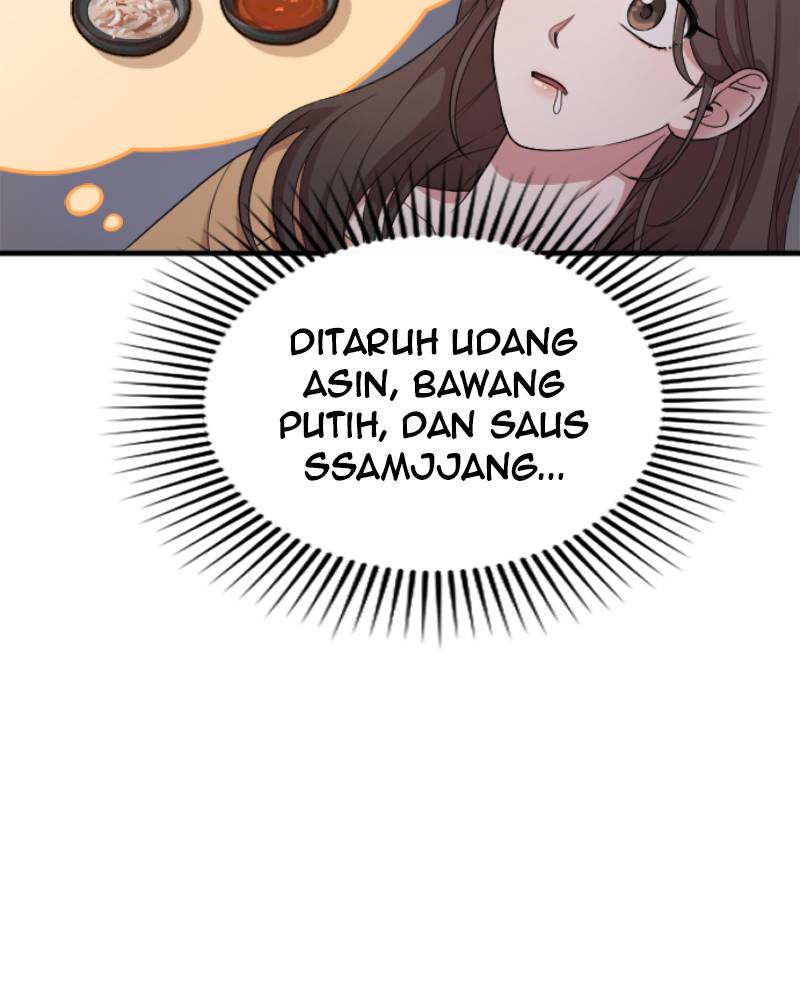 DITARUH UDANG
ASIN, BAWANG
PUTIH, DAN SAUS
SSAMJJANG...